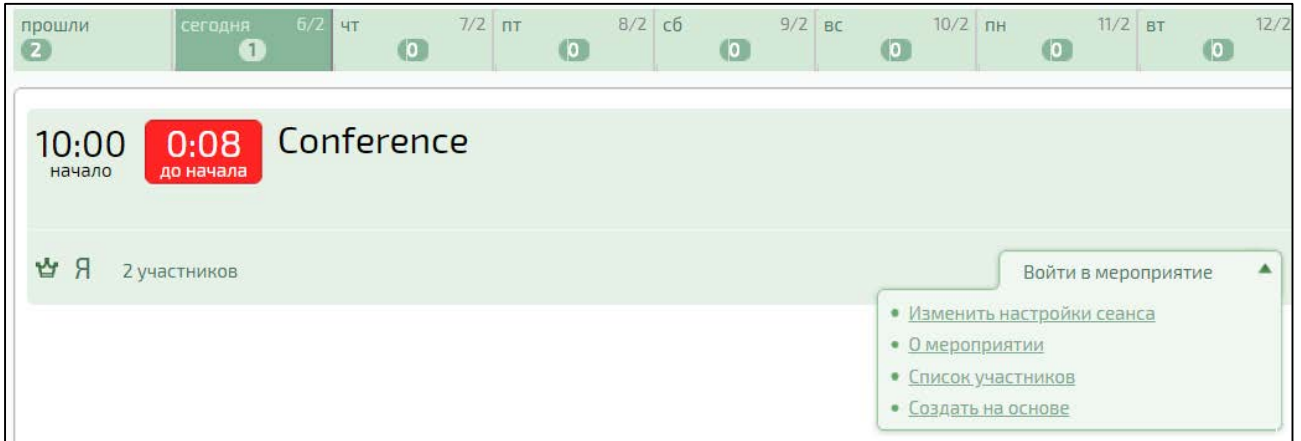 прошли сегодня 6/2 чт 7/2 пт 8/2 сб 9/2 вс 10/2 пн 11/2 вт 12/2
2 1 0 0 0 0 0 0
10:00 0:08 Conference
начало до начала
Я 2 участников Войти в мероприятие
Изменить настройки сеанса
О мероприятии
Список участников
Создать на основе